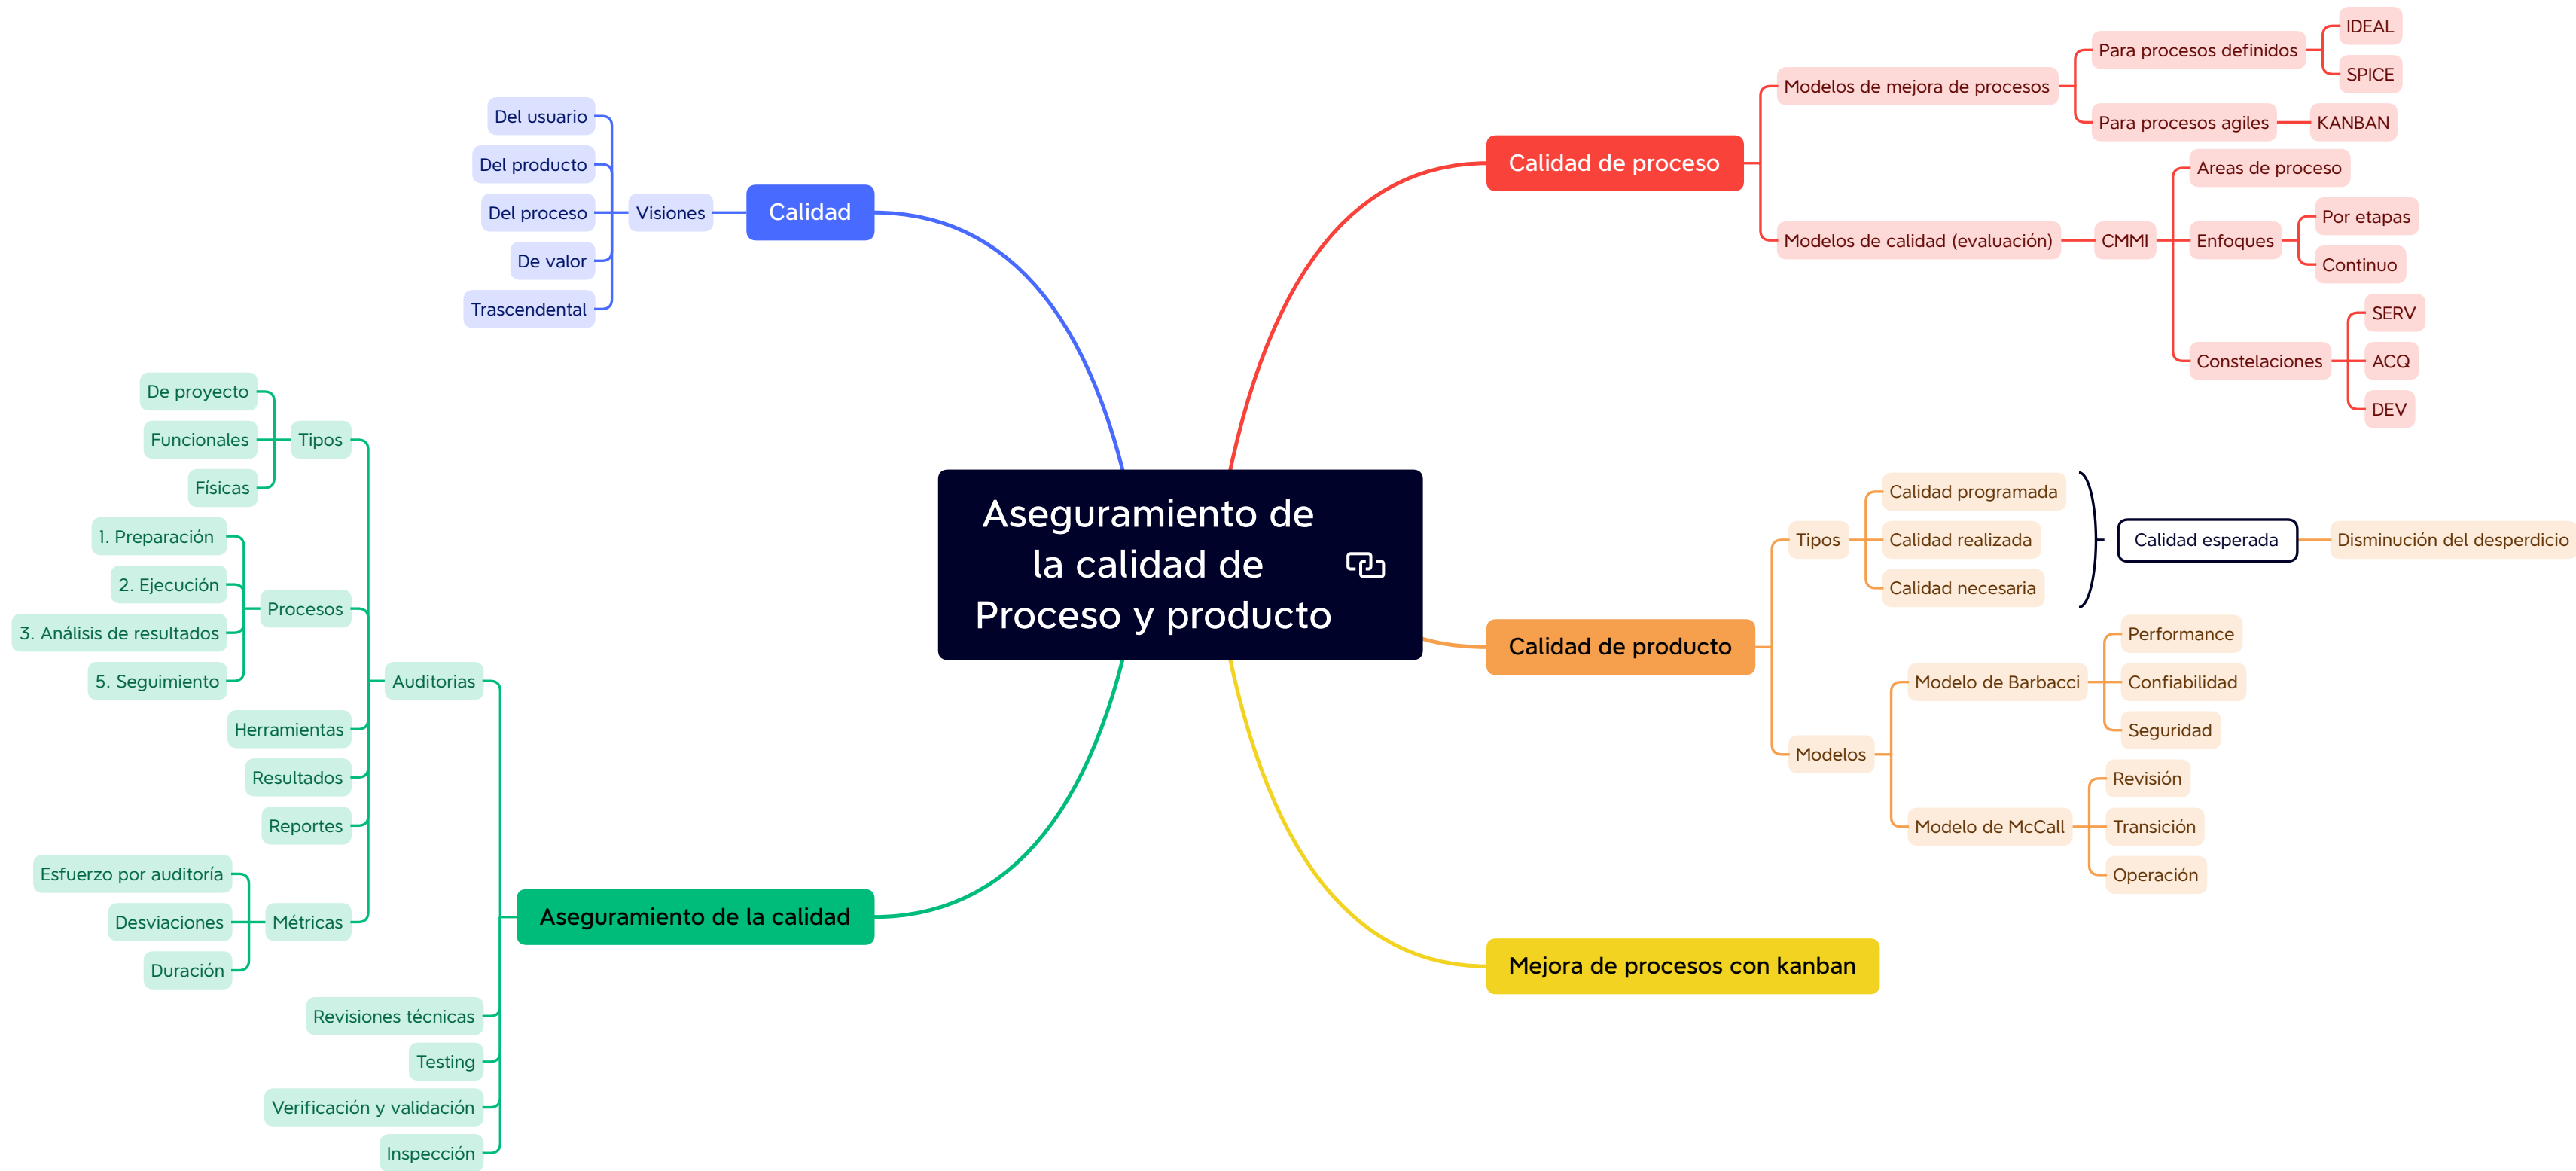 Aseguramiento de
la calidad de
Proceso y producto
Calidad
Visiones
Del usuario
Del producto
Del proceso
De valor
Trascendental
Calidad de proceso
Modelos de mejora de procesos
Para procesos definidos
IDEAL
SPICE
Para procesos agiles
KANBAN
Modelos de calidad (evaluación)
CMMI
Areas de proceso
Enfoques
Por etapas
Continuo
Constelaciones
SERV
ACQ
DEV
Calidad de producto
Tipos
Calidad programada
Calidad realizada
Calidad necesaria
Calidad esperada
Disminución del desperdicio
Modelos
Modelo de Barbacci
Performance
Confiabilidad
Seguridad
Modelo de McCall
Revisión
Transición
Operación
Mejora de procesos con kanban
Aseguramiento de la calidad
Auditorias
Tipos
De proyecto
Funcionales
Físicas
Procesos
1. Preparación
2. Ejecución
3. Análisis de resultados
5. Seguimiento
Herramientas
Resultados
Reportes
Métricas
Esfuerzo por auditoría
Desviaciones
Duración
Revisiones técnicas
Testing
Verificación y validación
Inspección